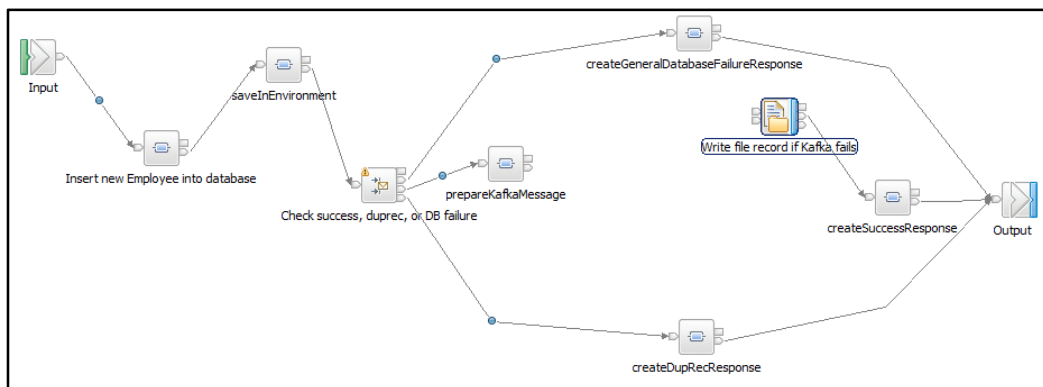 createGeneralDatabaseFailureResponse
Input
saveInEnvironment
Write file record if Kafka fails
Insert new Employee into database
prepareKafkaMessage
Check success, duprec, or DB failure
createSuccessResponse
Output
createDupRecResponse